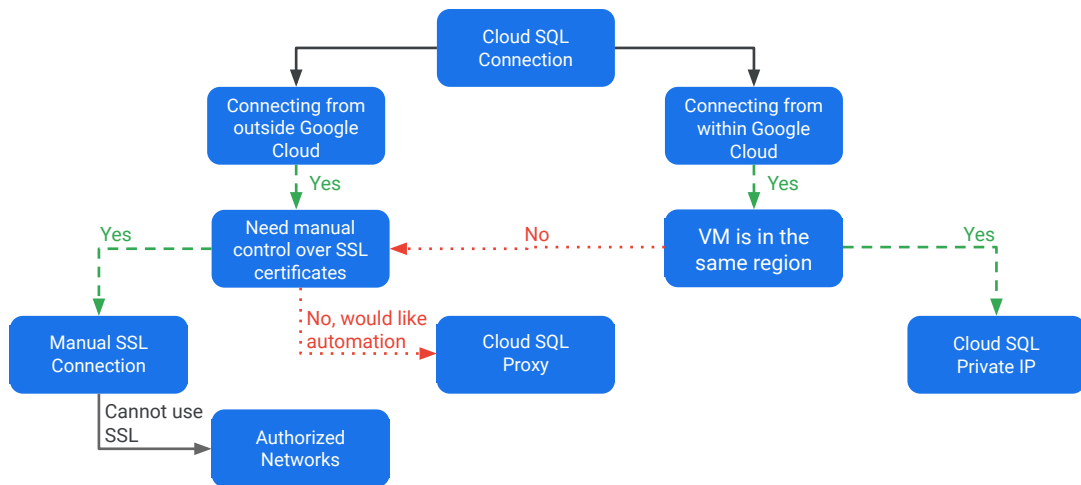 Cloud SQL
Connection
Connecting from
outside Google
Cloud
Connecting from
within Google
Cloud
Yes
Yes
Need manual
control over SSL
certificates
No
VM is in the
same region
Yes
Yes
No, would like
automation
Manual SSL
Connection
Cloud SQL
Proxy
Cloud SQL
Private IP
Cannot use
SSL
Authorized
Networks